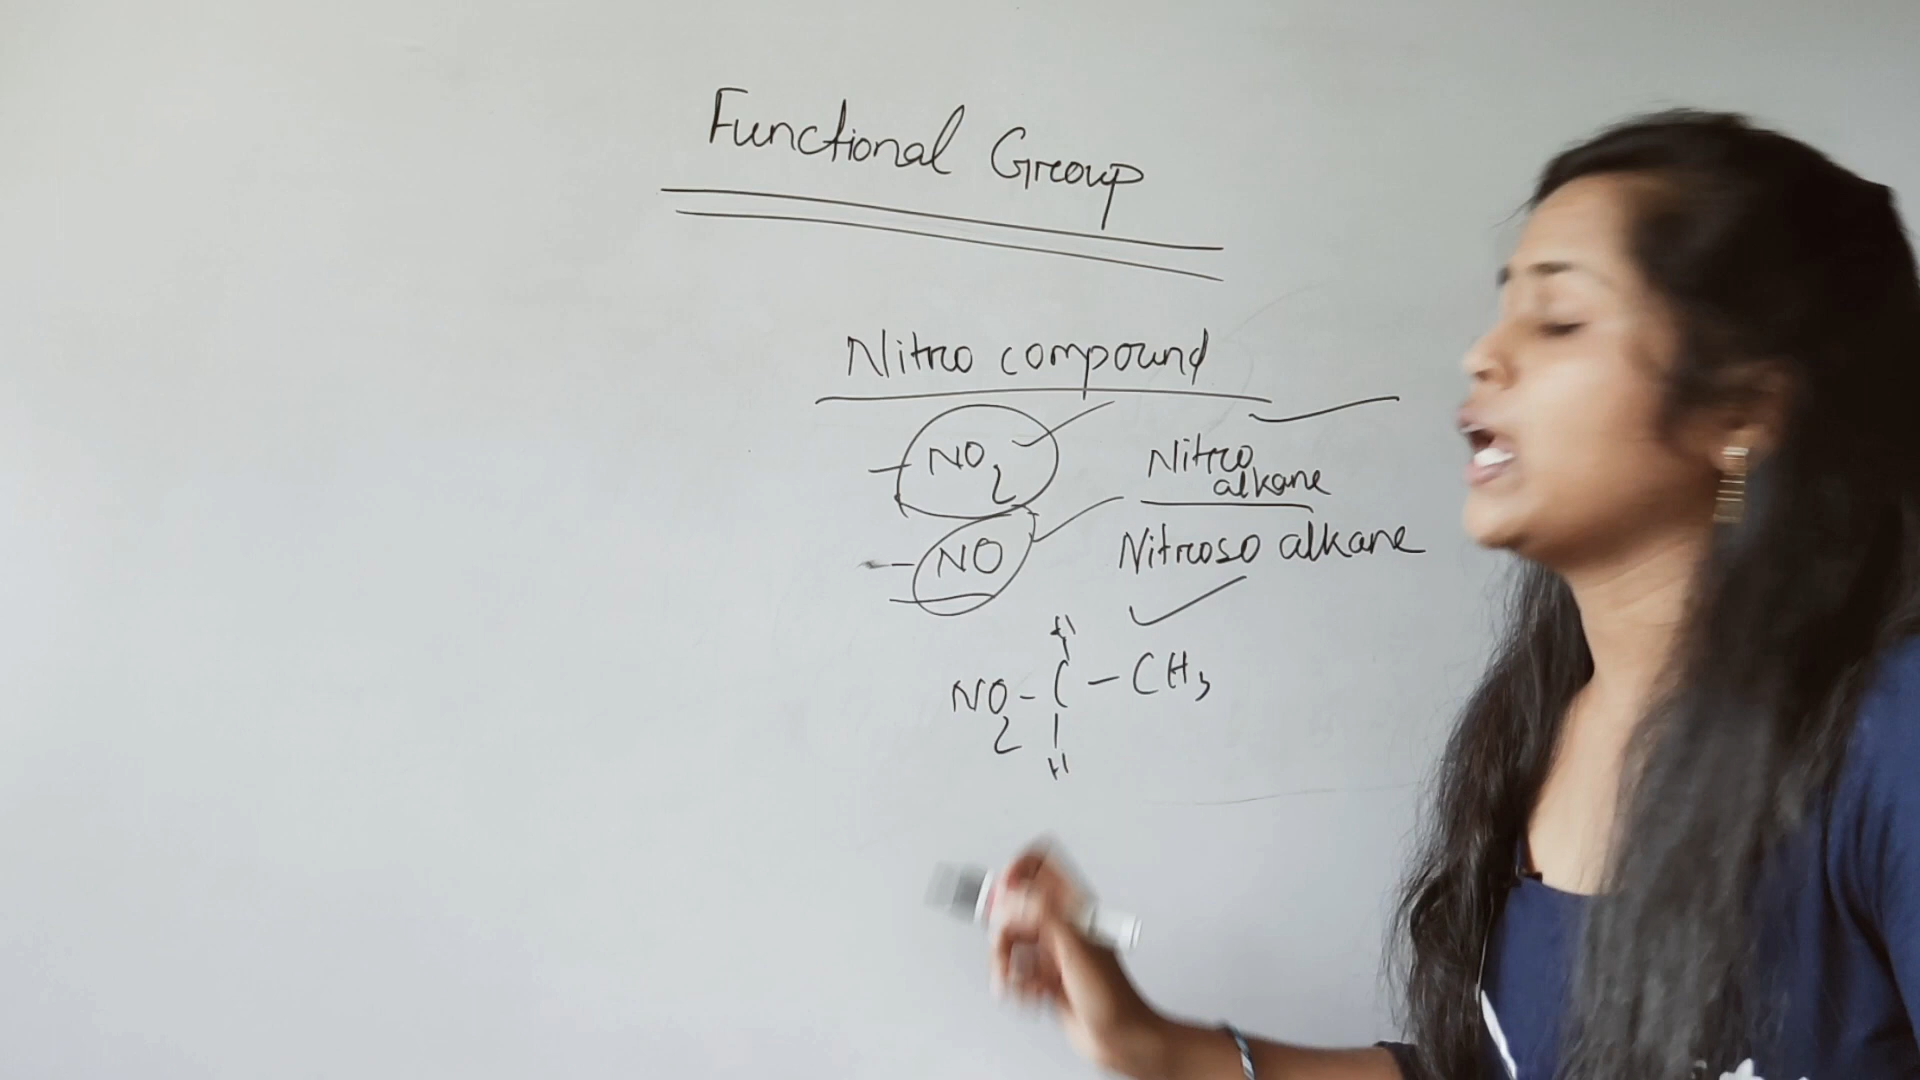 Functional Group
Nitro compound
-NO2
Nitro
alkane
-NO
Nitroso alkane
H
NO2-C-CH3
H